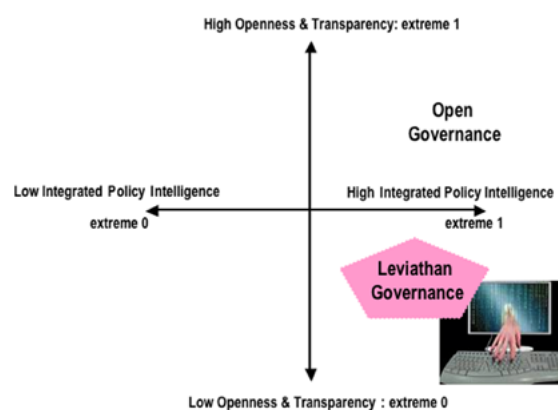 High Openness & Transparency: extreme 1
Open
Governance
Low Integrated Policy Intelligence
High Integrated Policy Intelligence
extreme 0
extreme 1
Leviathan
Governance
Low Openness & Transparency : extreme 0